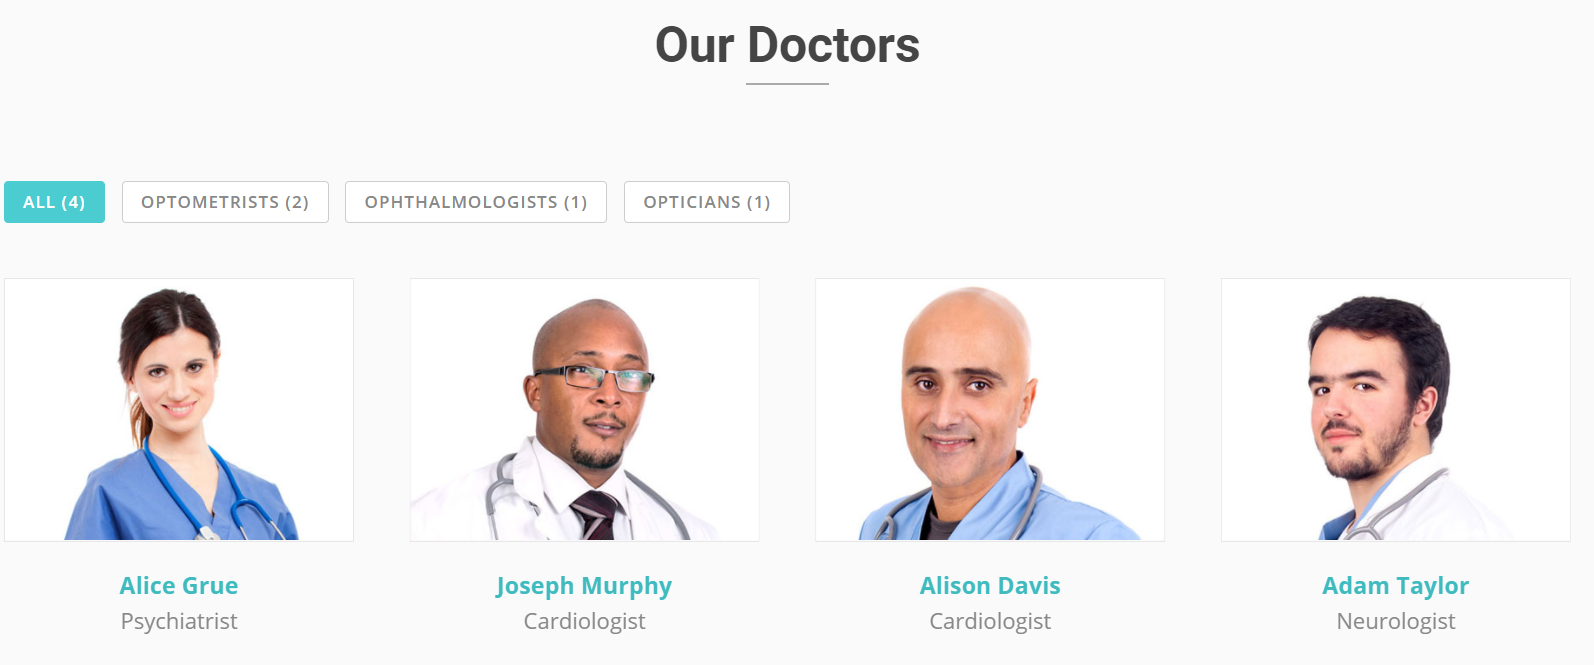 Our Doctors
ALL (4) OPTOMETRISTS (2) OPHTHALMOLOGISTS (1) OPTICIANS (1)
Alice Grue Joseph Murphy Alison Davis Adam Taylor
Psychiatrist Cardiologist Cardiologist Neurologist